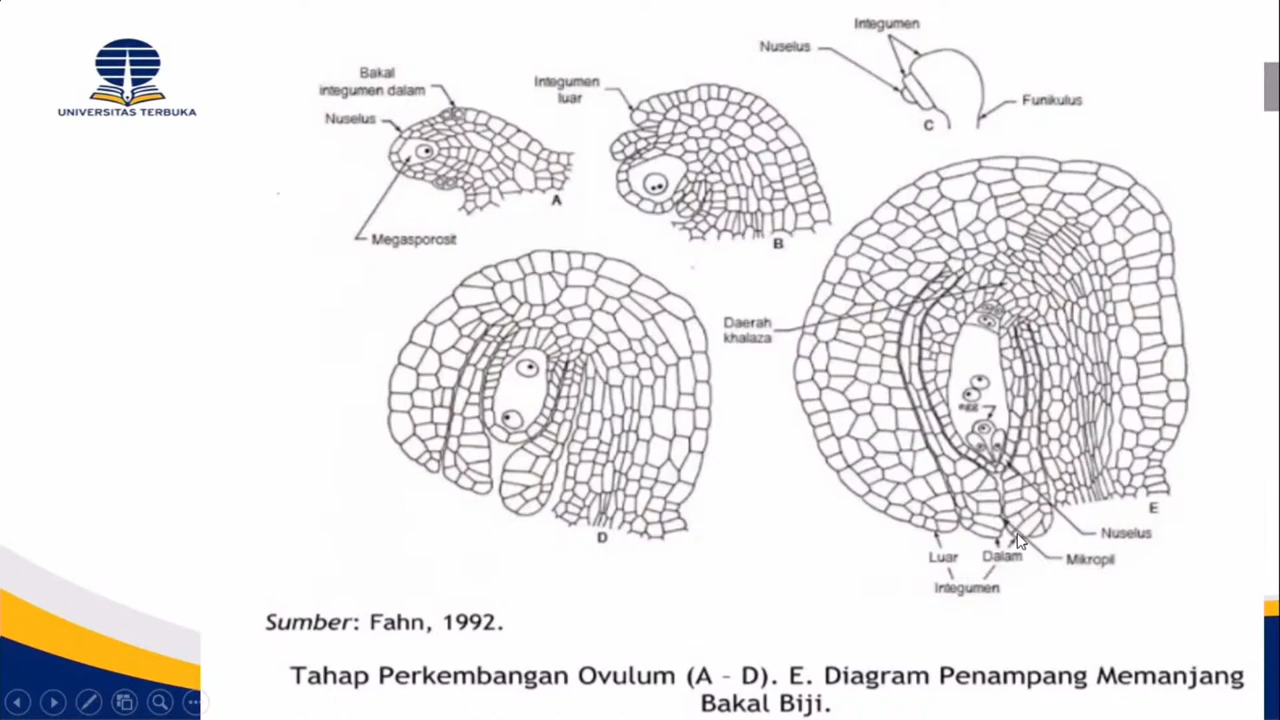 UNIVERSITAS TERBUKA
Bakal
integumen dalam
Nuselus
Megasporosit
A
Integumen
luar
B
Integumen
Nuselus
Funikulus
C
D
Daerah
khalaza
egg
E
Nuselus
Mikropil
Luar
Dalam
Integumen
Sumber: Fahn, 1992.
Tahap Perkembangan Ovulum (A – D). E. Diagram Penampang Memanjang
Bakal Biji.